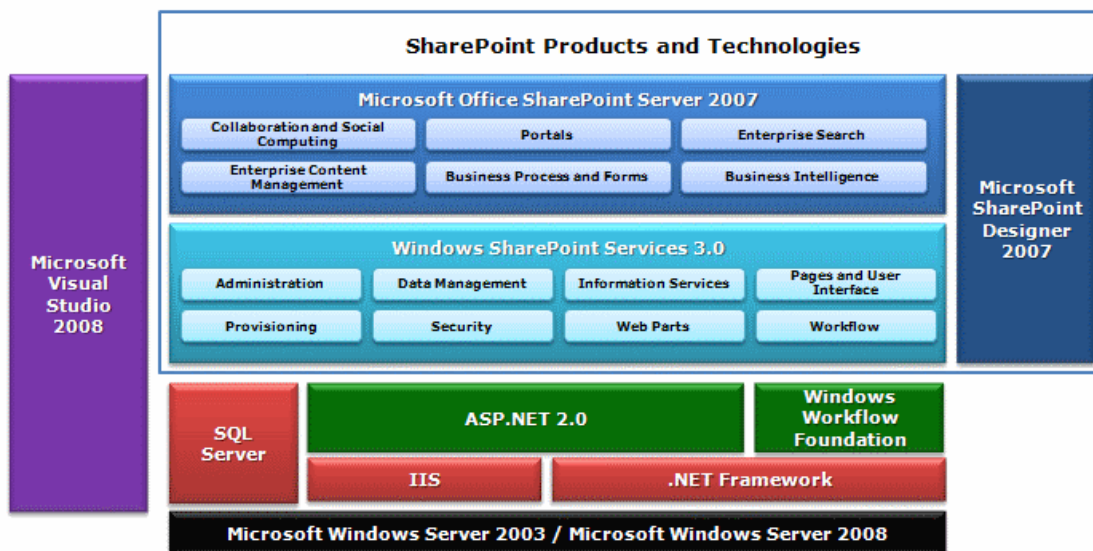 SharePoint Products and Technologies
Microsoft Office SharePoint Server 2007
Collaboration and Social
Computing
Portals
Enterprise Search
Enterprise Content
Management
Business Process and Forms
Business Intelligence
Windows SharePoint Services 3.0
Administration
Data Management
Information Services
Pages and User
Interface
Provisioning
Security
Web Parts
Workflow
Microsoft
Visual
Studio
2008
Microsoft
SharePoint
Designer
2007
SQL
Server
ASP.NET 2.0
Windows
Workflow
Foundation
IIS
.NET Framework
Microsoft Windows Server 2003 / Microsoft Windows Server 2008